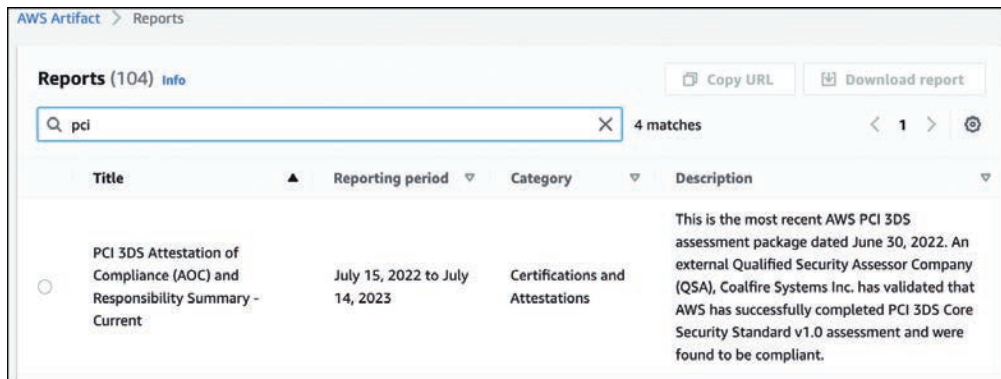 AWS Artifact > Reports
Reports (104) Info
Copy URL
Download report
pci
4 matches
< 1 >
Title
Reporting period
Category
Description
PCI 3DS Attestation of
Compliance (AOC) and
Responsibility Summary -
Current
July 15, 2022 to July
14, 2023
Certifications and
Attestations
This is the most recent AWS PCI 3DS
assessment package dated June 30, 2022. An
external Qualified Security Assessor Company
(QSA), Coalfire Systems Inc. has validated that
AWS has successfully completed PCI 3DS Core
Security Standard v1.0 assessment and were
found to be compliant.